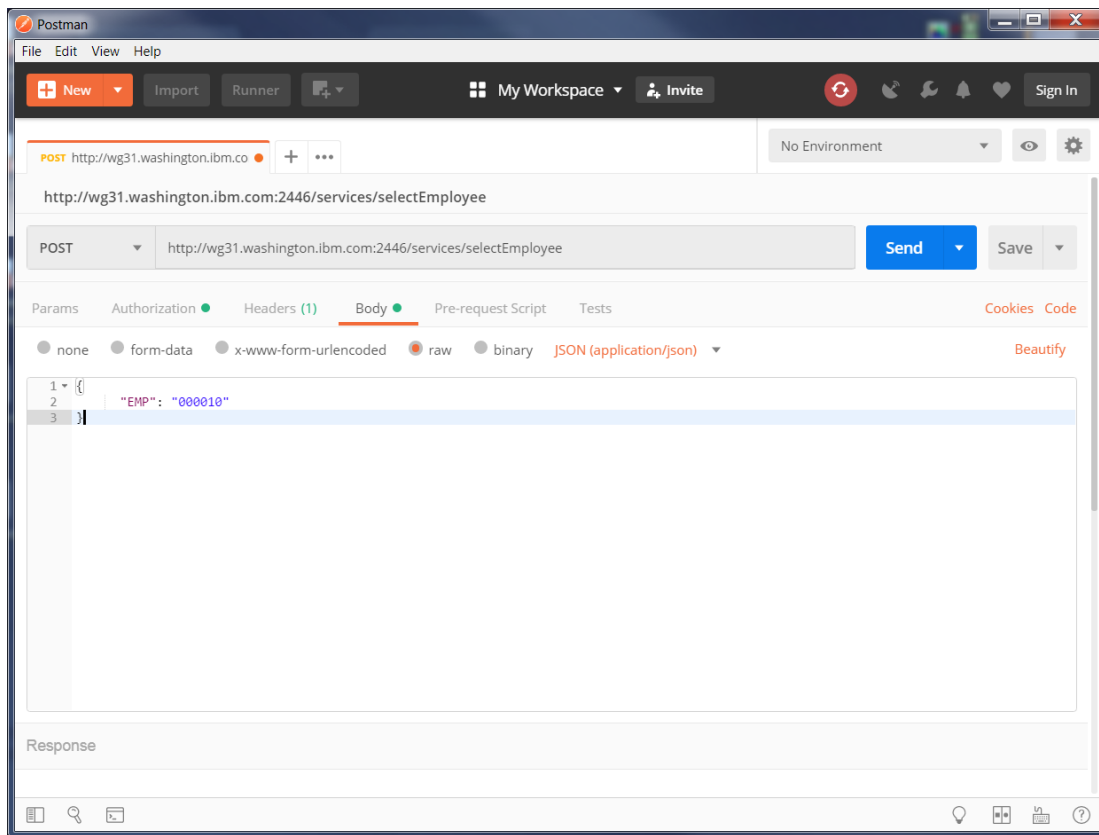 Postman
File Edit View Help
New Import Runner My Workspace Invite Sign In
POST http://wg31.washington.ibm.co No Environment
http://wg31.washington.ibm.com:2446/services/selectEmployee
POST http://wg31.washington.ibm.com:2446/services/selectEmployee Send Save
Params Authorization Headers (1) Body Pre-request Script Tests Cookies Code
none form-data x-www-form-urlencoded raw binary JSON (application/json) Beautify
1 {
2 "EMP": "000010"
3 }
Response